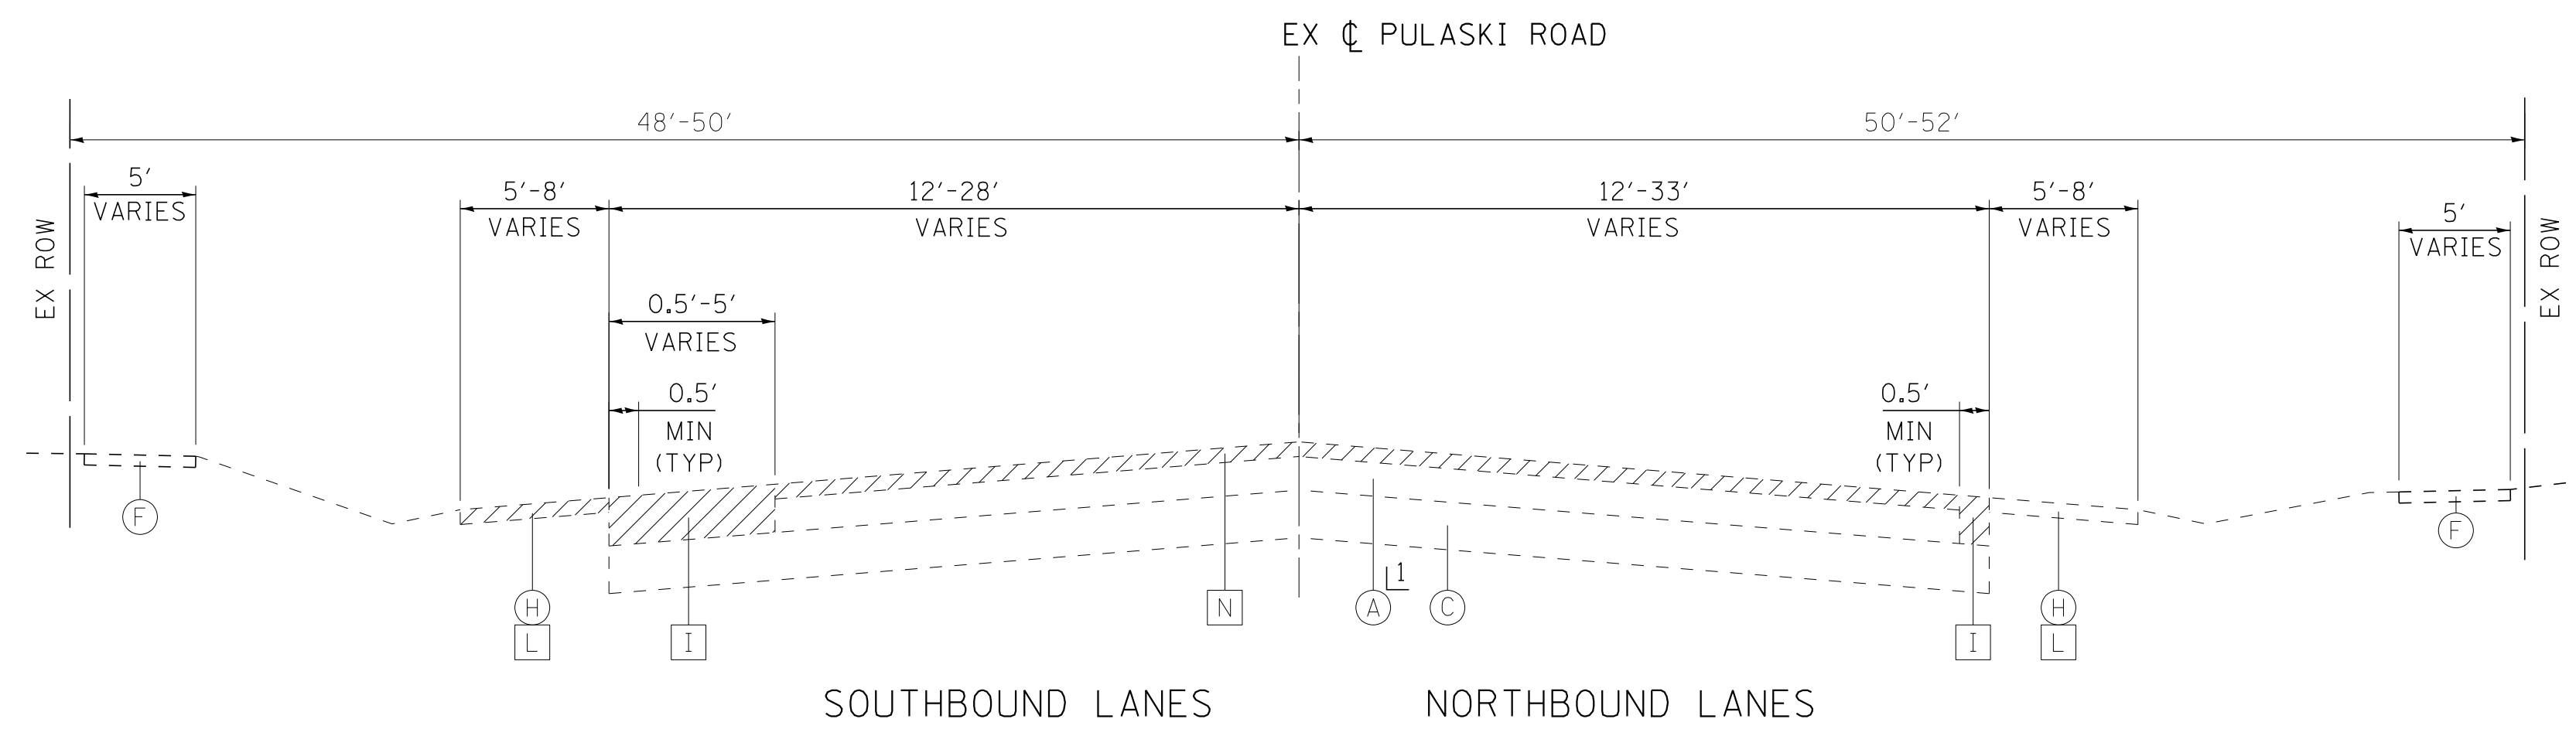 EX ℄ PULASKI ROAD
48'-50'
50'-52'
5'
VARIES
5'-8'
VARIES
12'-28'
VARIES
12'-33'
VARIES
5'-8'
VARIES
5'
VARIES
EX ROW
EX ROW
0.5'-5'
VARIES
0.5'
MIN
(TYP)
0.5'
MIN
(TYP)
F
F
1
H
L
I
N
A
C
I
H
L
SOUTHBOUND LANES
NORTHBOUND LANES